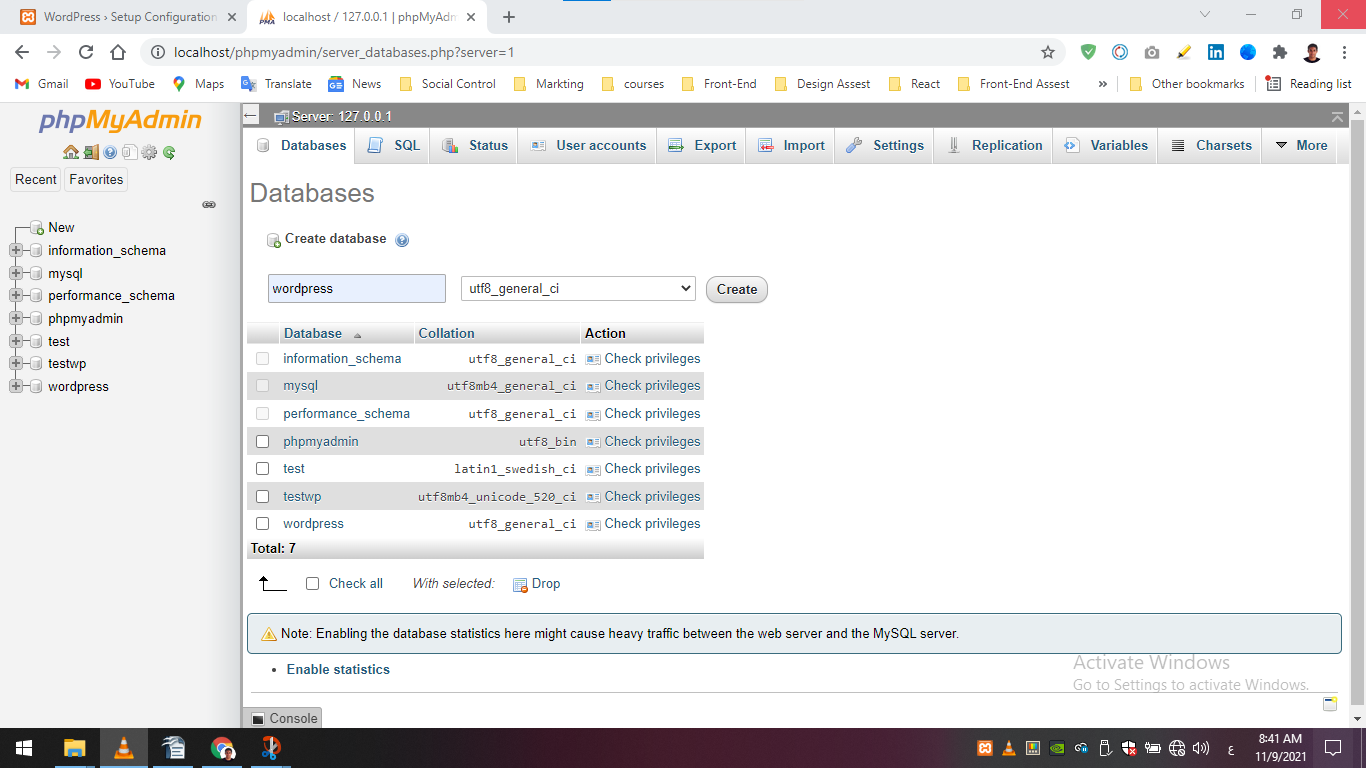 WordPress › Setup Configuration
localhost / 127.0.0.1 | phpMyAdm
localhost/phpmyadmin/server_databases.php?server=1
Gmail YouTube Maps Translate News Social Control Markting courses Front-End Design Assest React Front-End Assest » Other bookmarks Reading list
phpMyAdmin
Recent Favorites
New
information_schema
mysql
performance_schema
phpmyadmin
test
testwp
wordpress
Server: 127.0.0.1
Databases SQL Status User accounts Export Import Settings Replication Variables Charsets More
Databases
Create database
wordpress utf8_general_ci Create
Database Collation Action
information_schema utf8_general_ci Check privileges
mysql utf8mb4_general_ci Check privileges
performance_schema utf8_general_ci Check privileges
phpmyadmin utf8_bin Check privileges
test latin1_swedish_ci Check privileges
testwp utf8mb4_unicode_520_ci Check privileges
wordpress utf8_general_ci Check privileges
Total: 7
Check all With selected: Drop
Note: Enabling the database statistics here might cause heavy traffic between the web server and the MySQL server.
• Enable statistics
Activate Windows
Go to Settings to activate Windows.
Console
ع
8:41 AM
11/9/2021